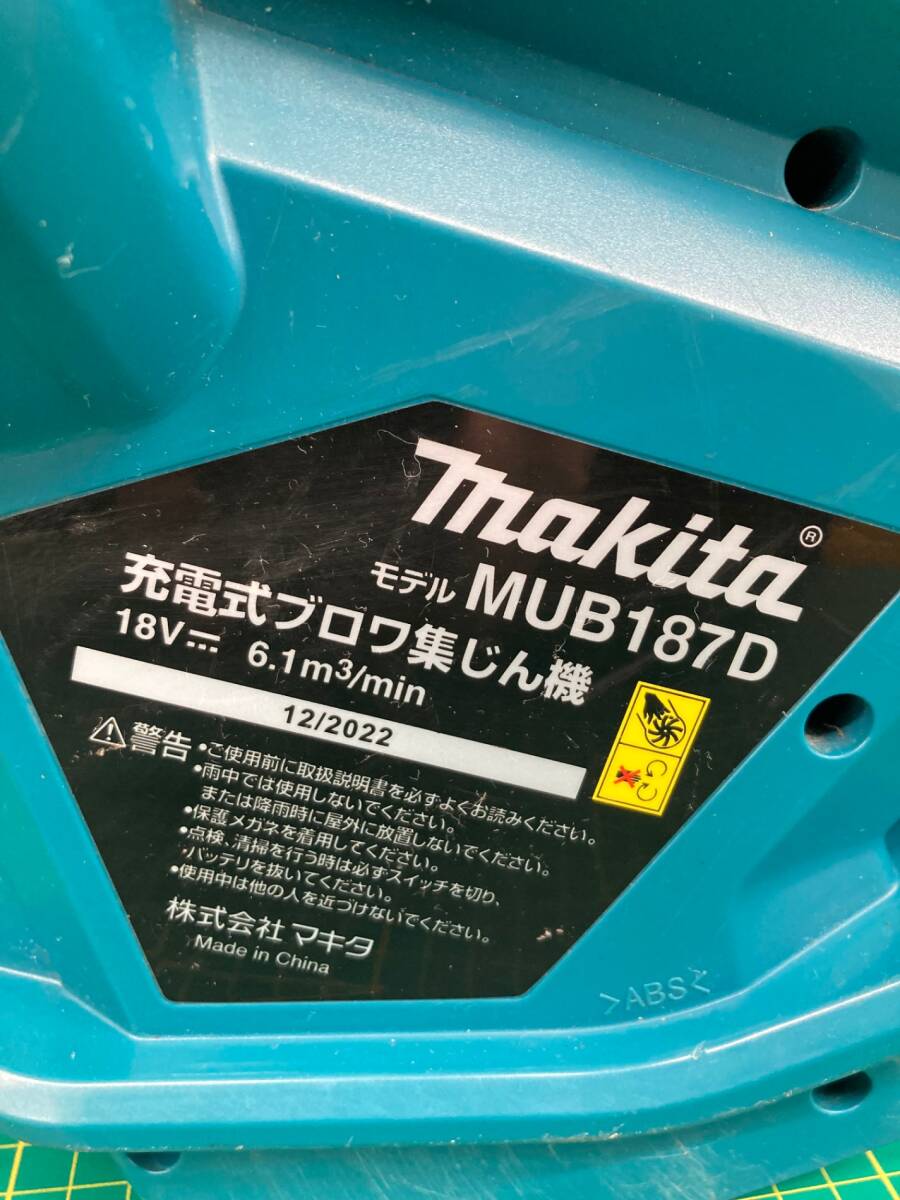 makita®
モデル MUB187D
充電式ブロワ集じん機
18V⎓ 6.1m³/min
12/2022
⚠警告 •ご使用前に取扱説明書を必ずよくお読みください。
•雨中では使用しないでください。
または降雨時に屋外に放置しないでください。
•保護メガネを着用してください。
•点検、清掃を行う時は必ずスイッチを切り、
バッテリを抜いてください。
•使用中は他の人を近づけないでください。
株式会社 マキタ
Made in China
>ABS<